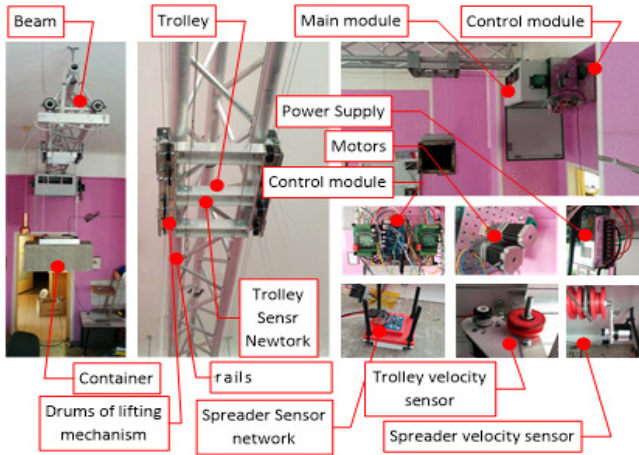 Beam
Trolley
Main module
Control module
Power Supply
Motors
Control module
Trolley
Sensr
Newtork
Container
rails
Trolley velocity
sensor
Drums of lifting
mechanism
Spreader Sensor
network
Spreader velocity sensor